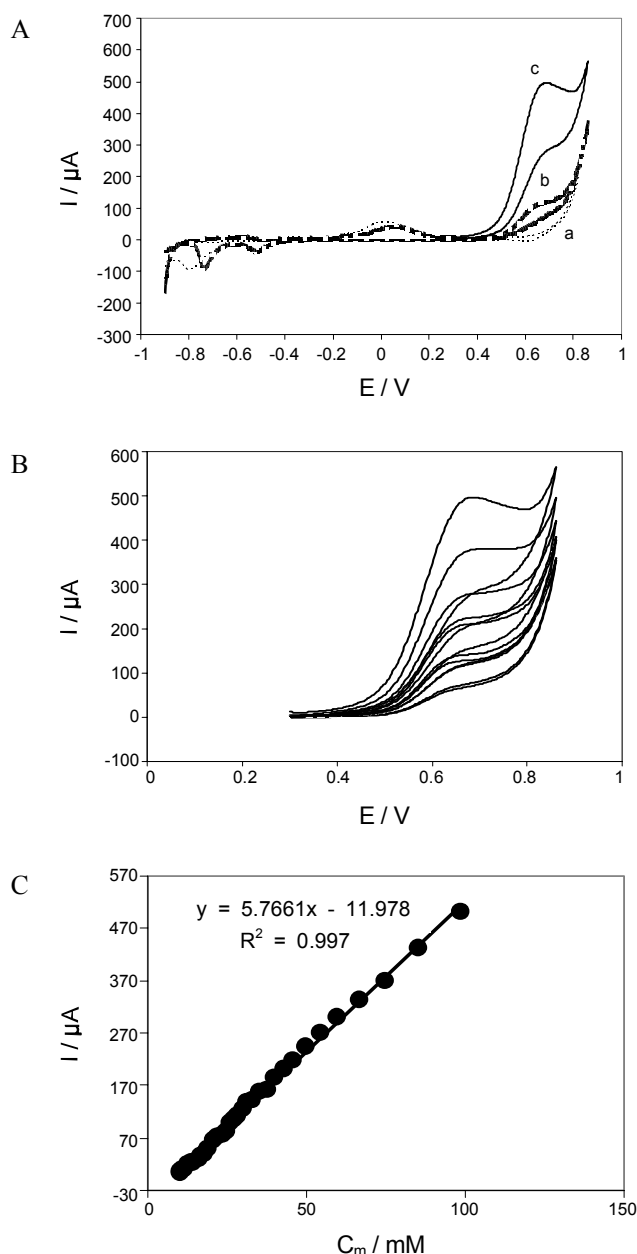 A
700
600
500
400
300
200
100
0
-100
-200
-300
c
b
a
-1 -0.8 -0.6 -0.4 -0.2 0 0.2 0.4 0.6 0.8 1
I / µA
E / V
B
600
500
400
300
200
100
0
-100
0 0.2 0.4 0.6 0.8 1
I / µA
E / V
C
570
470
370
270
170
70
-30
y = 5.7661x - 11.978
R² = 0.997
0 50 100 150
I / µA
Cₘ / mM